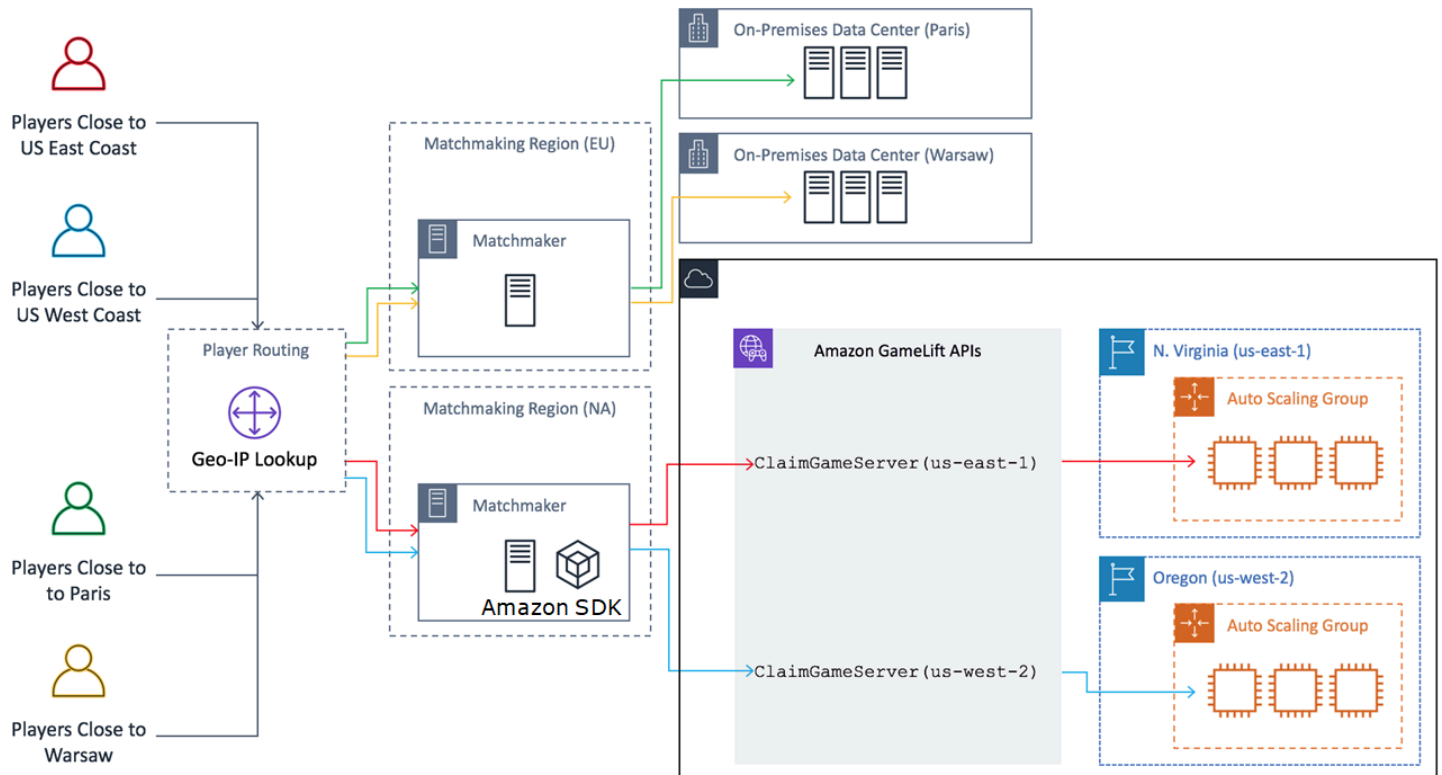 Players Close to
US East Coast
Players Close to
US West Coast
Player Routing
Geo-IP Lookup
Players Close to
to Paris
Players Close to
Warsaw
Matchmaking Region (EU)
Matchmaker
Matchmaking Region (NA)
Matchmaker
Amazon SDK
On-Premises Data Center (Paris)
On-Premises Data Center (Warsaw)
Amazon GameLift APIs
ClaimGameServer(us-east-1)
ClaimGameServer(us-west-2)
N. Virginia (us-east-1)
Auto Scaling Group
Oregon (us-west-2)
Auto Scaling Group